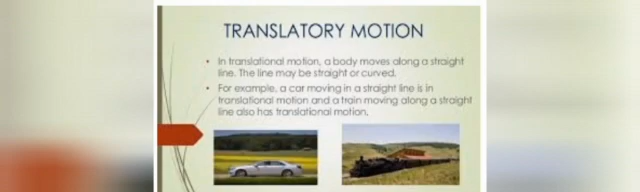 TRANSLATORY MOTION
• In translational motion, a body moves along a straight
line. The line may be straight or curved.
• For example, a car moving in a straight line is in
translational motion and a train moving along a straight
line also has translational motion.